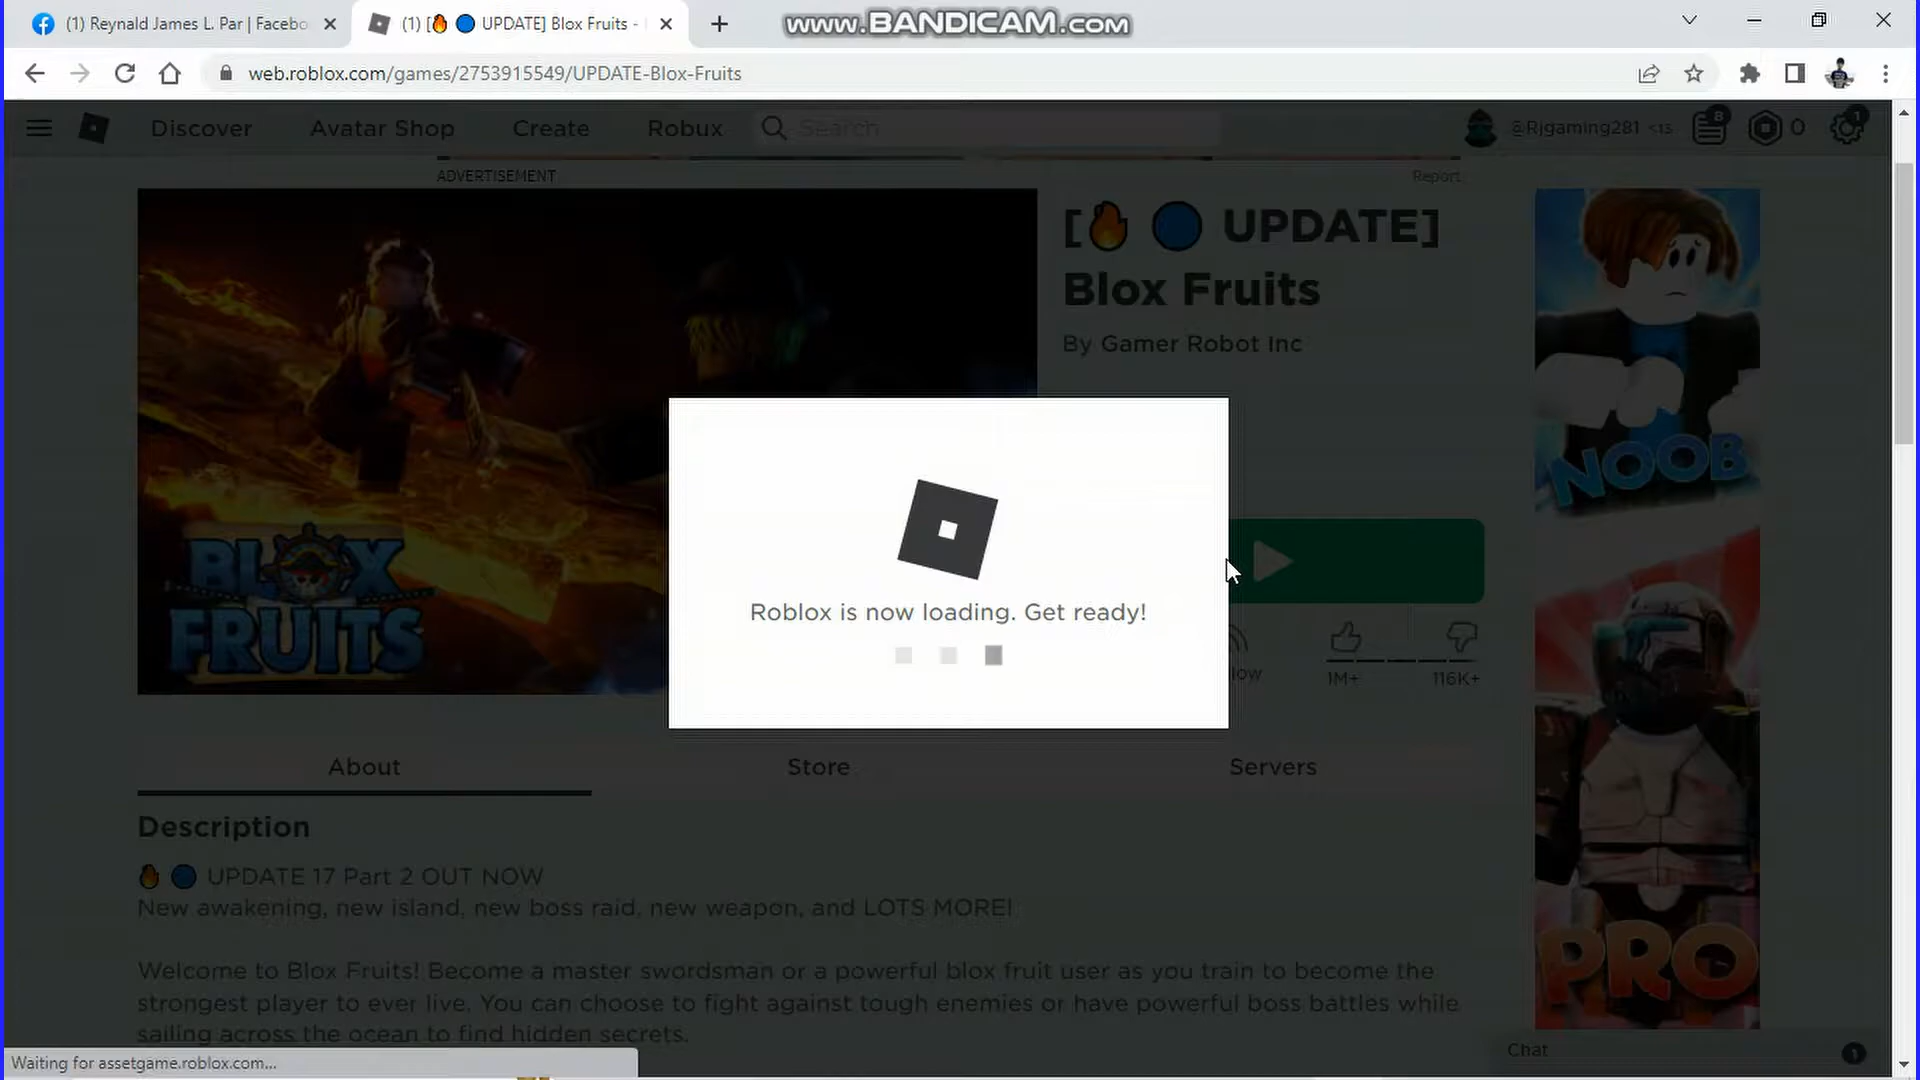 (1) Reynald James L. Par | Facebo
(1) [🔥 🔵 UPDATE] Blox Fruits -
www.BANDICAM.com
web.roblox.com/games/2753915549/UPDATE-Blox-Fruits
Discover
Avatar Shop
Create
Robux
Search
@Rjgaming281 <13
8
0
1
ADVERTISEMENT
Report
[🔥 🔵 UPDATE]
Blox Fruits
By Gamer Robot Inc
BLOX
FRUITS
Roblox is now loading. Get ready!
low
1M+
116K+
NOOB
PRO
About
Store
Servers
Description
🔥 🔵 UPDATE 17 Part 2 OUT NOW
New awakening, new island, new boss raid, new weapon, and LOTS MORE!
Welcome to Blox Fruits! Become a master swordsman or a powerful blox fruit user as you train to become the
strongest player to ever live. You can choose to fight against tough enemies or have powerful boss battles while
sailing across the ocean to find hidden secrets.
Waiting for assetgame.roblox.com...
Chat
1